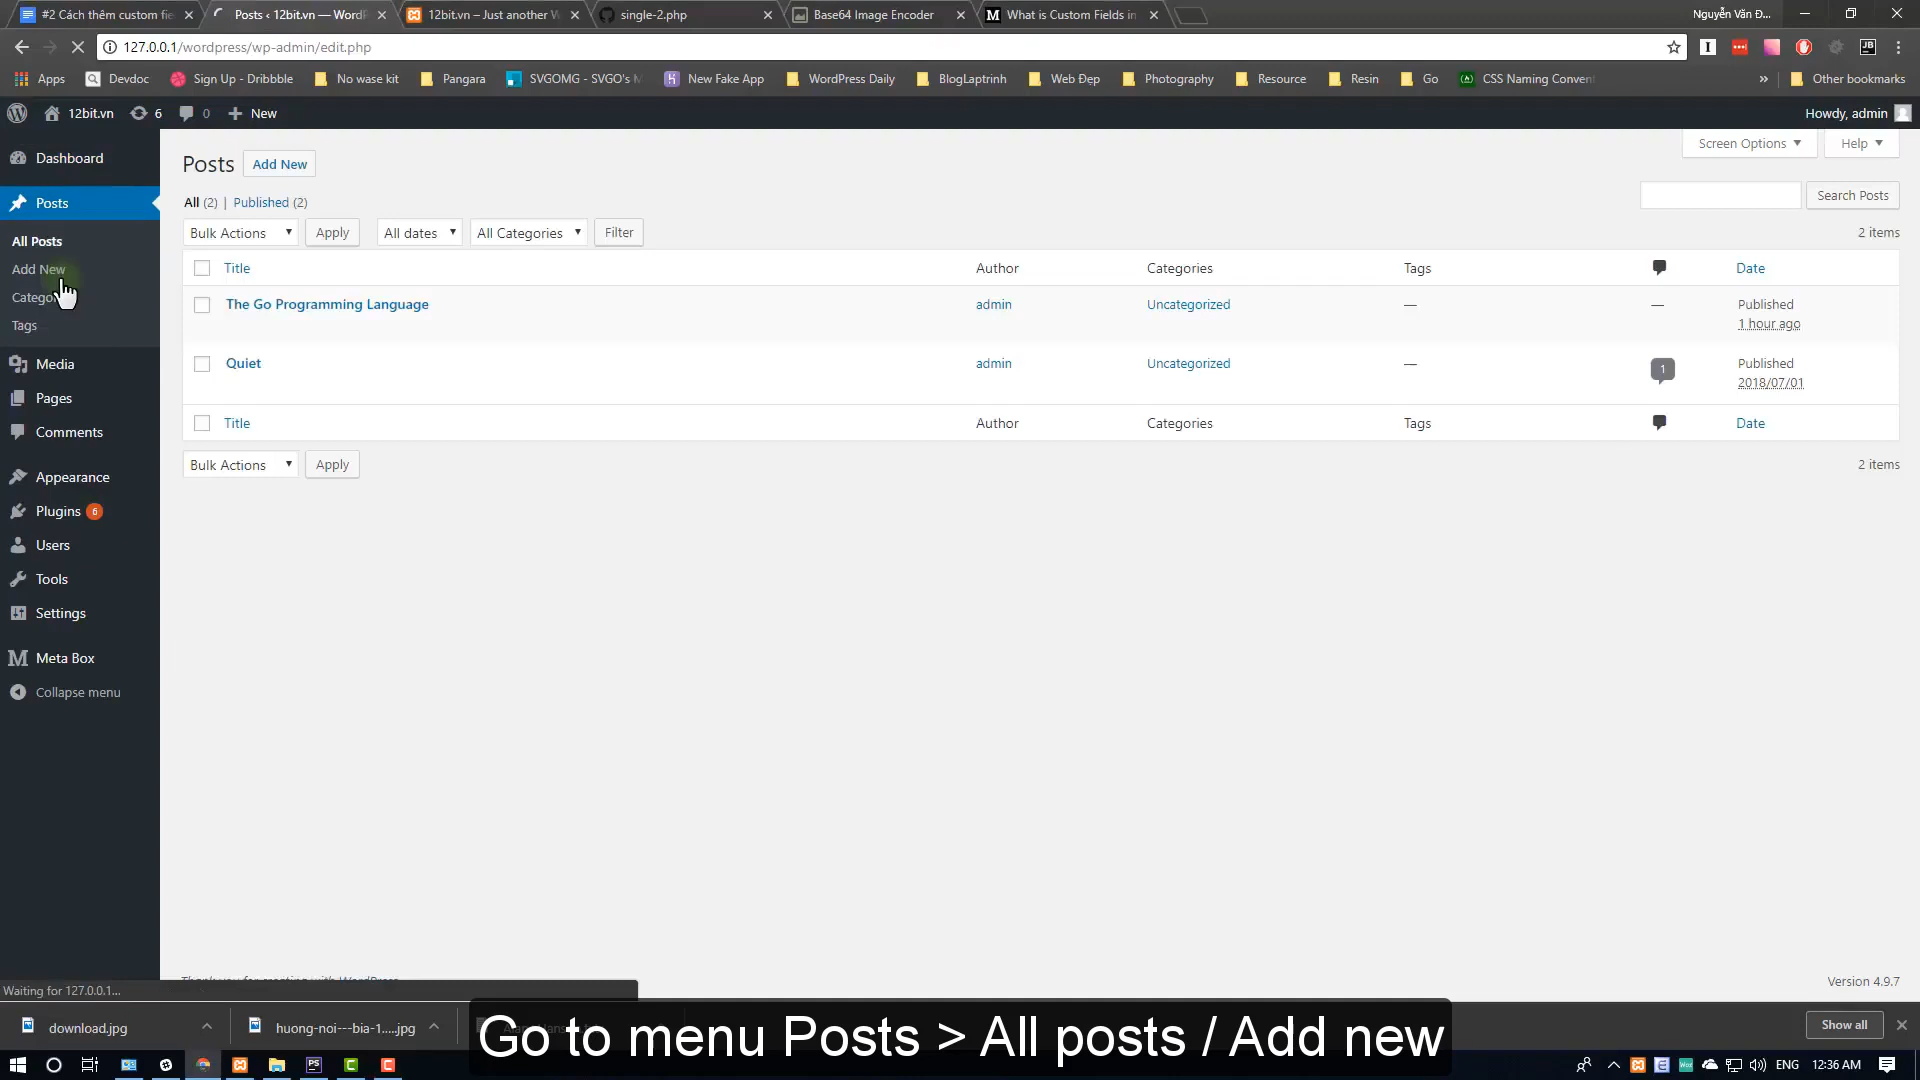 #2 Cách thêm custom fie
Posts ‹ 12bit.vn — WordP
12bit.vn – Just another W
single-2.php
Base64 Image Encoder
What is Custom Fields in
Nguyễn Văn Đ...
127.0.0.1/wordpress/wp-admin/edit.php
Apps
Devdoc
Sign Up - Dribbble
No wase kit
Pangara
SVGOMG - SVGO's M
New Fake App
WordPress Daily
BlogLaptrinh
Web Đẹp
Photography
Resource
Resin
Go
CSS Naming Conven
»
Other bookmarks
12bit.vn
6
0
New
Howdy, admin
Dashboard
Posts
All Posts
Add New
Catego
Tags
Media
Pages
Comments
Appearance
Plugins 6
Users
Tools
Settings
Meta Box
Collapse menu
Screen Options
Help
Posts
Add New
All (2) | Published (2)
Search Posts
Bulk Actions
Apply
All dates
All Categories
Filter
2 items
Title Author Categories Tags Date
The Go Programming Language admin Uncategorized — — Published
1 hour ago
Quiet admin Uncategorized — 1 Published
2018/07/01
Title Author Categories Tags Date
Bulk Actions
Apply
2 items
Version 4.9.7
Waiting for 127.0.0.1...
download.jpg
huong-noi---bia-1.....jpg
Show all
Go to menu Posts > All posts / Add new
ENG
12:36 AM